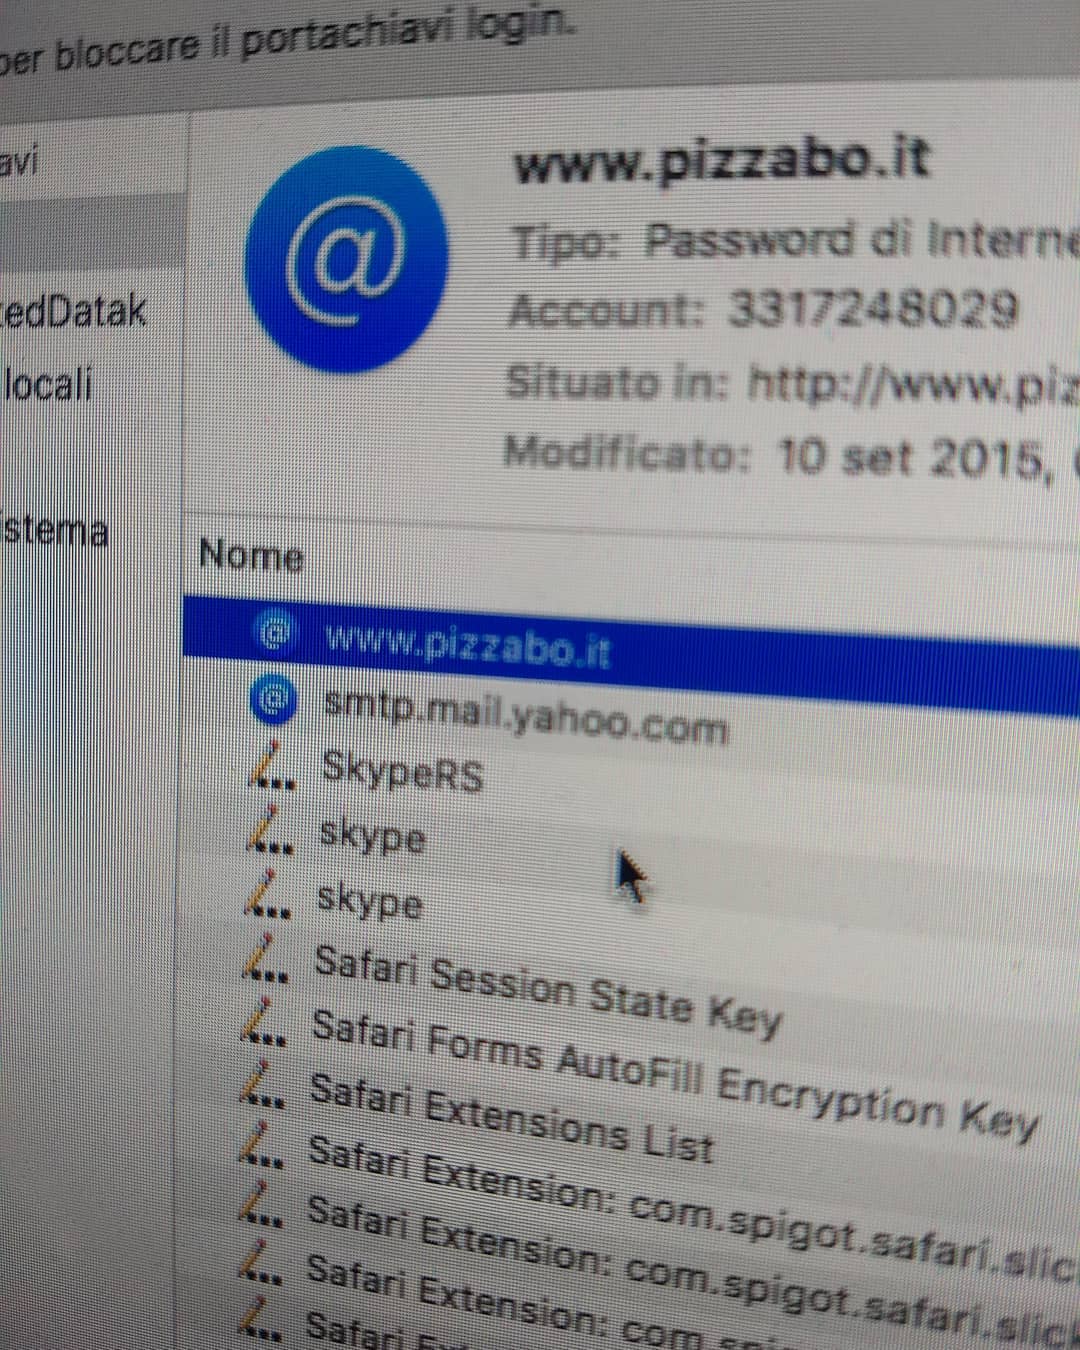 per bloccare il portachiavi login.
avi
edDatak
locali
istema
www.pizzabo.it
Tipo: Password di Interne
Account: 3317248029
Situato in: http://www.piz
Modificato: 10 set 2015,
Nome
www.pizzabo.it
smtp.mail.yahoo.com
SkypeRS
skype
skype
Safari Session State Key
Safari Forms AutoFill Encryption Key
Safari Extensions List
Safari Extension: com.spigot.safari.slic
Safari Extension: com.spigot.safari.slick
Safari Extension: com
Safari